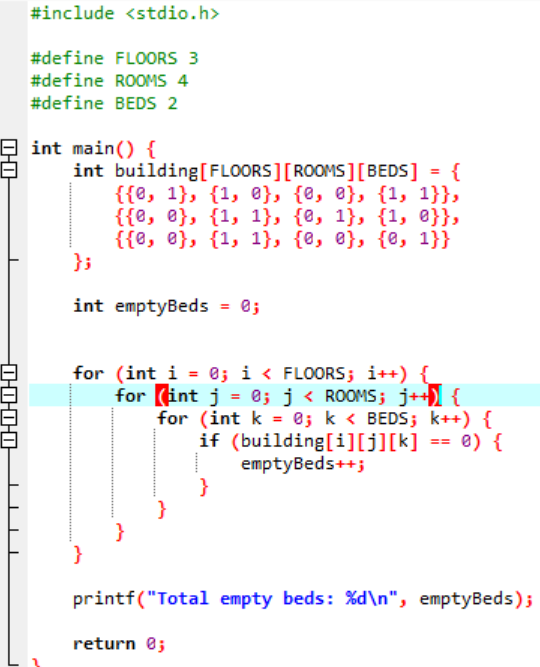 #include <stdio.h>
#define FLOORS 3
#define ROOMS 4
#define BEDS 2
int main() {
    int building[FLOORS][ROOMS][BEDS] = {
        {{0, 1}, {1, 0}, {0, 0}, {1, 1}},
        {{0, 0}, {1, 1}, {0, 1}, {1, 0}},
        {{0, 0}, {1, 1}, {0, 0}, {0, 1}}
    };
    int emptyBeds = 0;
    for (int i = 0; i < FLOORS; i++) {
        for (int j = 0; j < ROOMS; j++) {
            for (int k = 0; k < BEDS; k++) {
                if (building[i][j][k] == 0) {
                    emptyBeds++;
                }
            }
        }
    }
    printf("Total empty beds: %d\n", emptyBeds);
    return 0;
}